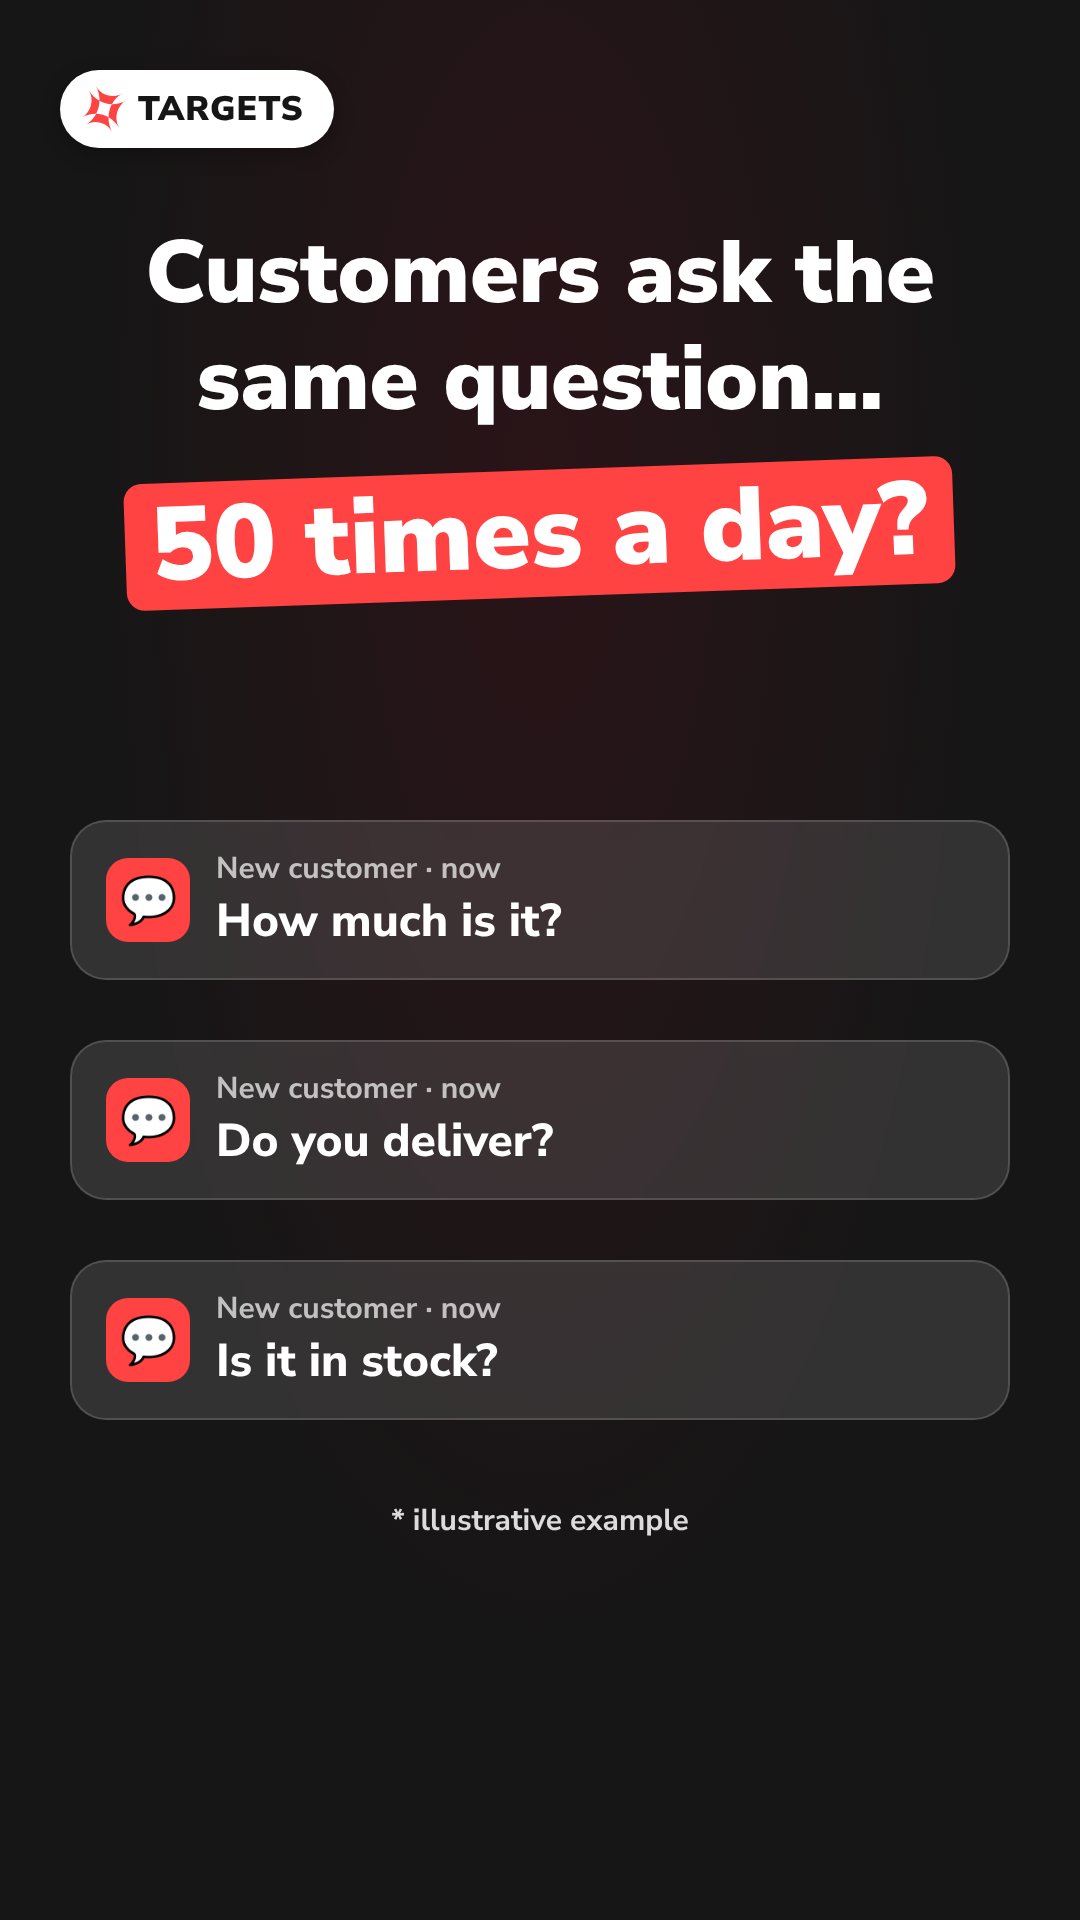 TARGETS
Customers ask the
same question...
50 times a day?
New customer · now
How much is it?
New customer · now
Do you deliver?
New customer · now
Is it in stock?
* illustrative example